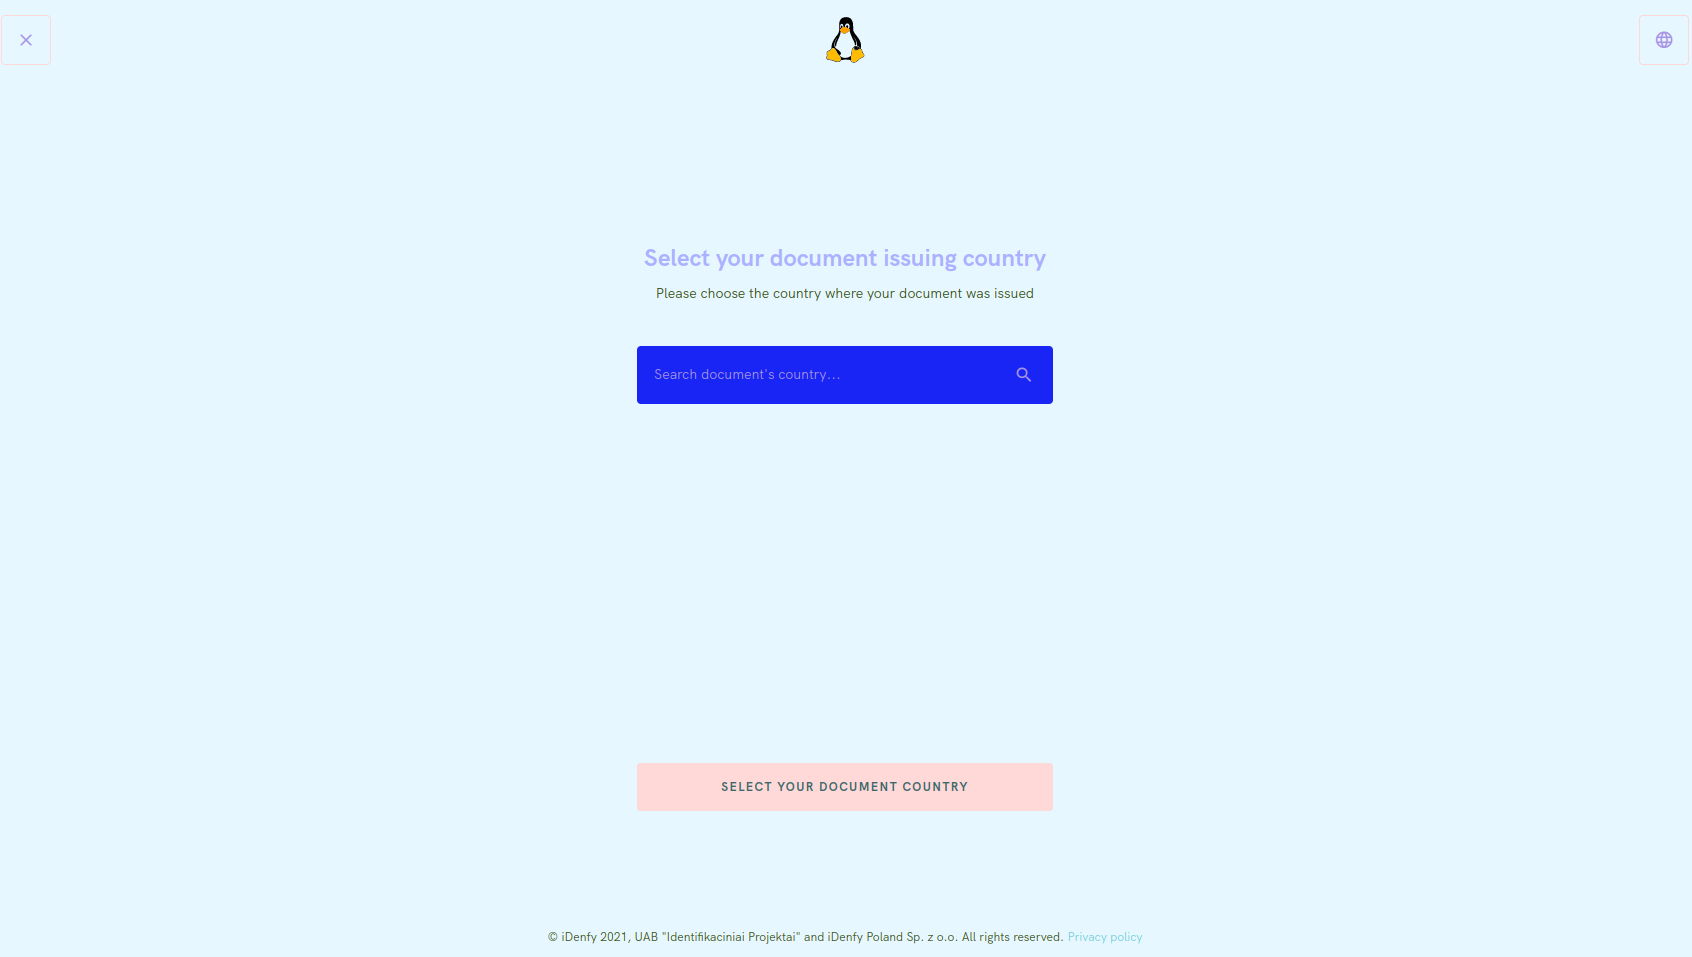 Select your document issuing country
Please choose the country where your document was issued
Search document's country...
SELECT YOUR DOCUMENT COUNTRY
© iDenfy 2021, UAB "Identifikaciniai Projektai" and iDenfy Poland Sp. z o.o. All rights reserved. Privacy policy